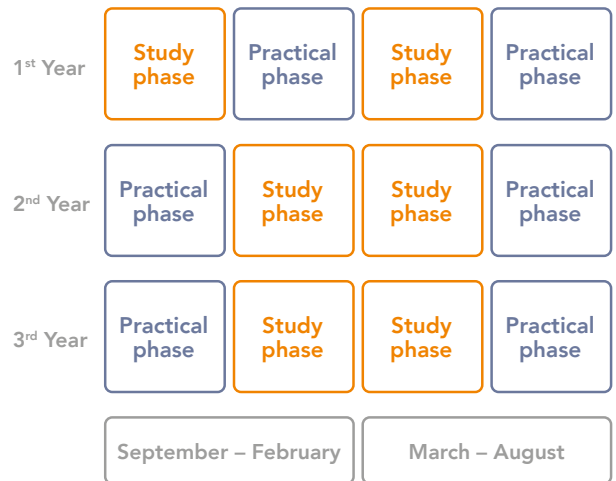 1st Year
Study phase
Practical phase
Study phase
Practical phase
2nd Year
Practical phase
Study phase
Study phase
Practical phase
3rd Year
Practical phase
Study phase
Study phase
Practical phase
September – February
March – August